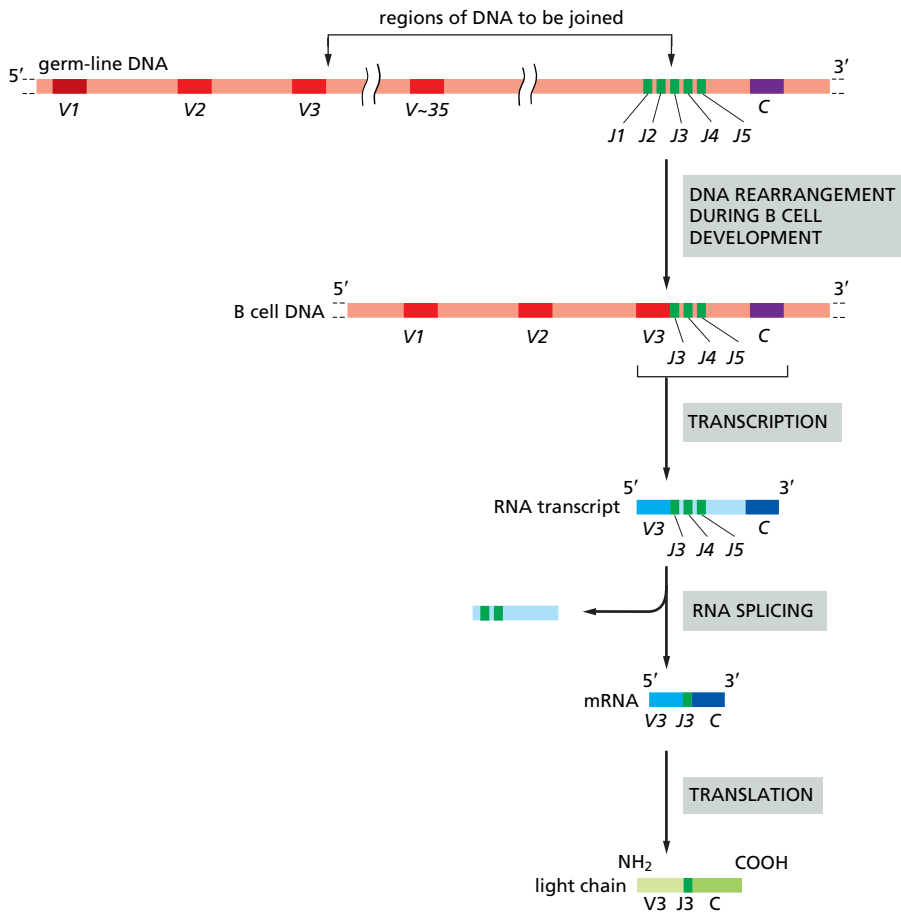 regions of DNA to be joined
germ-line DNA
5′ 3′
V1 V2 V3 V~35 C
J1 J2 J3 J4 J5
DNA REARRANGEMENT
DURING B CELL
DEVELOPMENT
5′ 3′
B cell DNA
V1 V2 V3 C
J3 J4 J5
TRANSCRIPTION
5′ 3′
RNA transcript
V3 C
J3 J4 J5
RNA SPLICING
5′ 3′
mRNA
V3 J3 C
TRANSLATION
NH₂ COOH
light chain
V3 J3 C